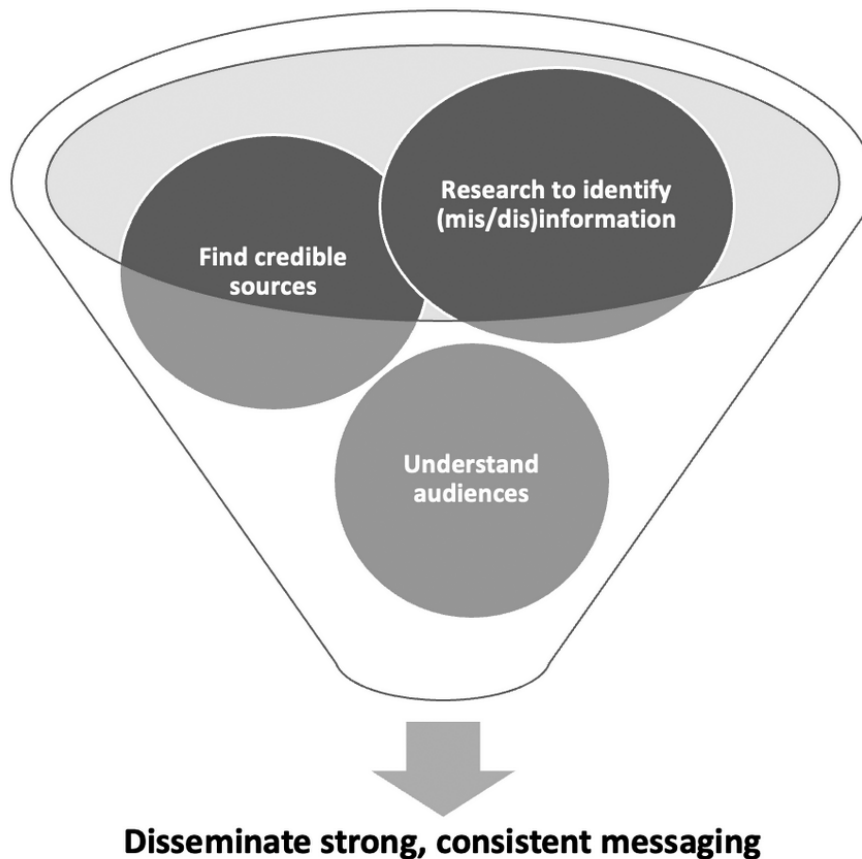 Research to identify
(mis/dis)information
Find credible
sources
Understand
audiences
Disseminate strong, consistent messaging